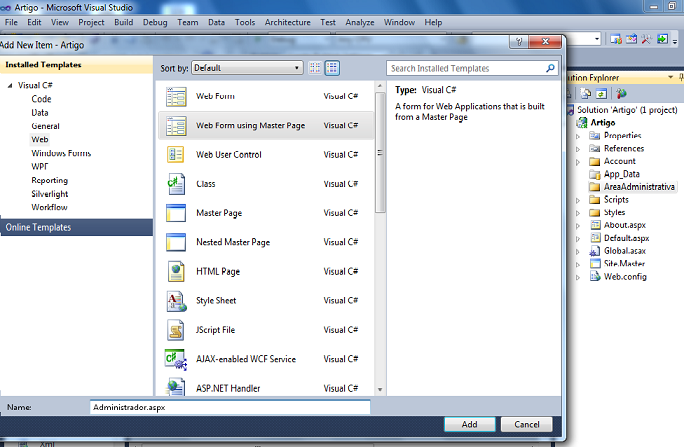 Artigo - Microsoft Visual Studio
File Edit View Project Build Debug Team Data Tools Architecture Test Analyze Window Help
Add New Item - Artigo
Installed Templates
Visual C#
Code
Data
General
Web
Windows Forms
WPF
Reporting
Silverlight
Workflow
Online Templates
Sort by: Default
Web Form Visual C#
Web Form using Master Page Visual C#
Web User Control Visual C#
Class Visual C#
Master Page Visual C#
Nested Master Page Visual C#
HTML Page Visual C#
Style Sheet Visual C#
JScript File Visual C#
AJAX-enabled WCF Service Visual C#
ASP.NET Handler Visual C#
Search Installed Templates
Type: Visual C#
A form for Web Applications that is built
from a Master Page
Name: Administrador.aspx
Add Cancel
ution Explorer
Solution 'Artigo' (1 project)
Artigo
Properties
References
Account
App_Data
AreaAdministrativa
Scripts
Styles
About.aspx
Default.aspx
Global.asax
Site.Master
Web.config